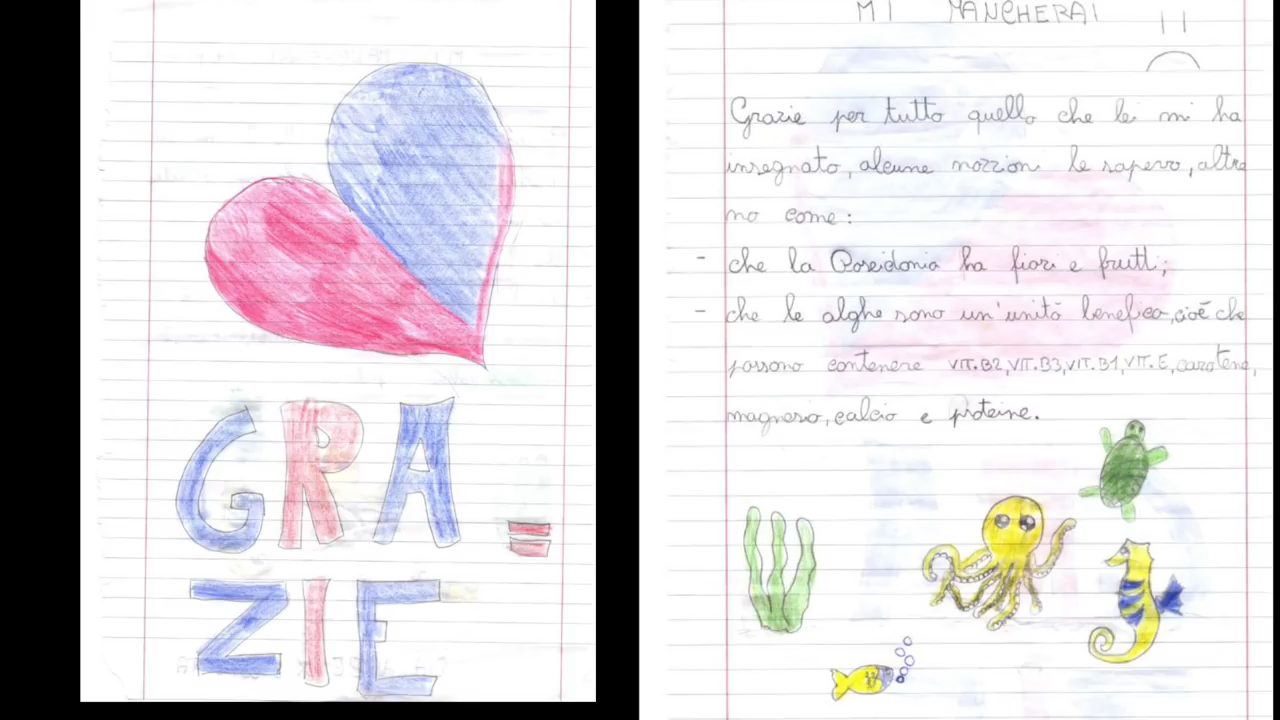 GRA=
ZIE
MI MANCHERAI
Grazie per tutto quello che lei mi ha
insegnato, alcune nozzion le sapevo, altre
no come:
- che la Poseidonia ha fiori e frutti;
- che le alghe sono un'unità benefica, cioè che
possono contenere VIT.B2, VIT.B3, VIT.B1, VIT.E, carotene,
magnesio, calcio e proteine.